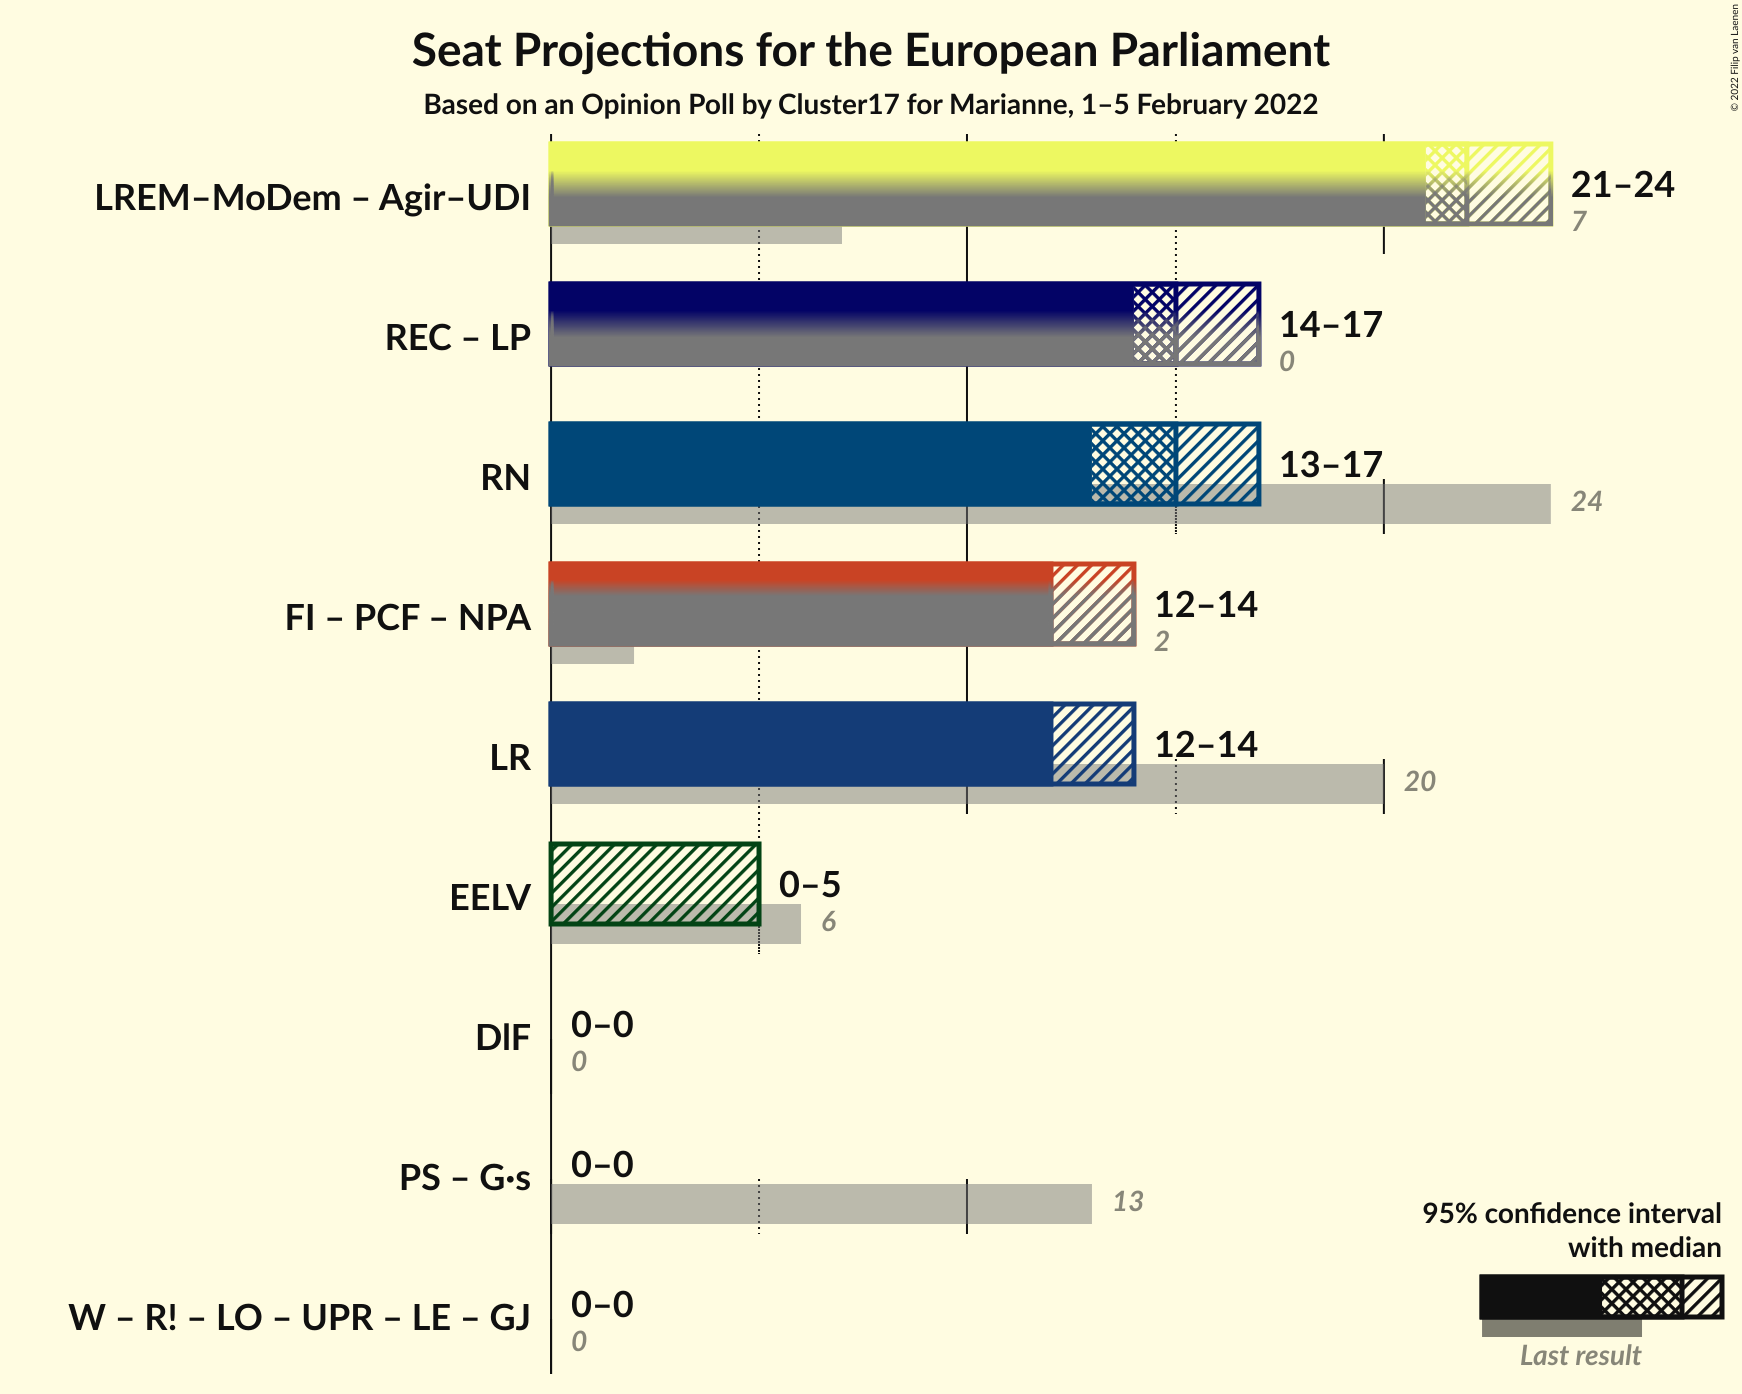 Seat Projections for the European Parliament
Based on an Opinion Poll by Cluster17 for Marianne, 1–5 February 2022
© 2022 Filip van Laenen
LREM–MoDem – Agir–UDI
21–24
7
REC – LP
14–17
0
RN
13–17
24
FI – PCF – NPA
12–14
2
LR
12–14
20
EELV
0–5
6
DlF
0–0
0
PS – G·s
0–0
13
W – R! – LO – UPR – LE – GJ
0–0
0
95% confidence interval
with median
Last result